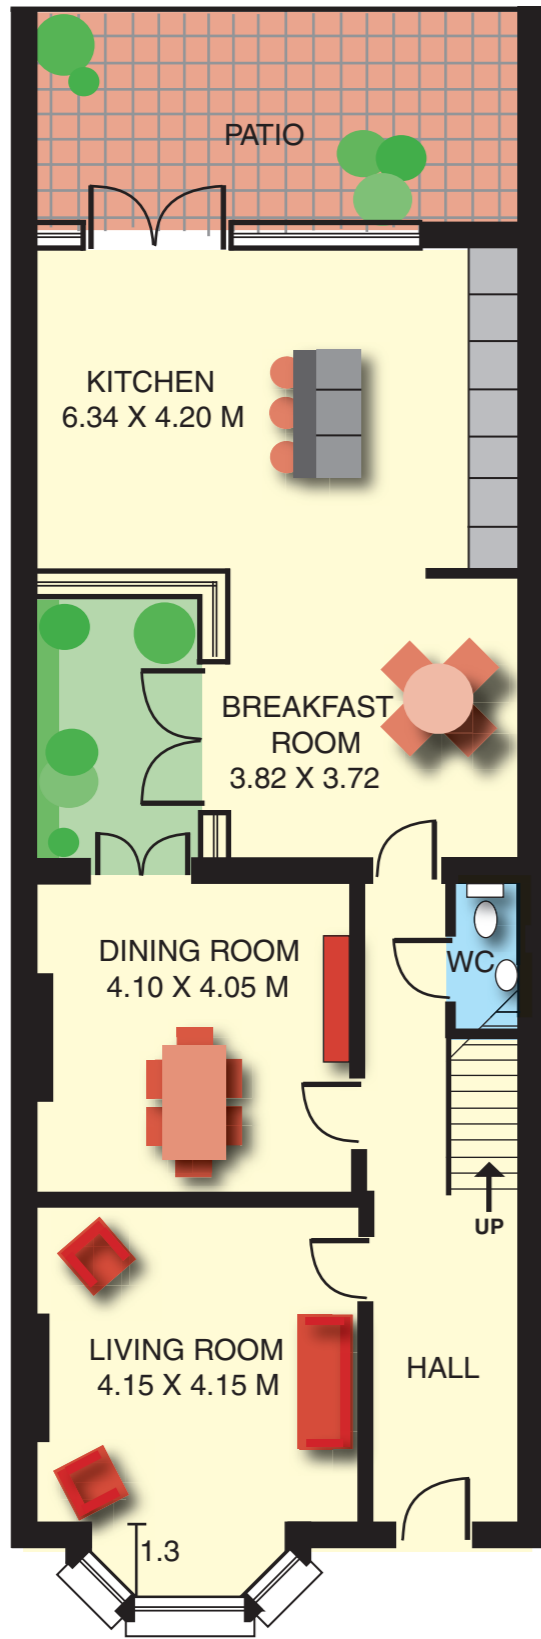 PATIO
KITCHEN
6.34 X 4.20 M
BREAKFAST
ROOM
3.82 X 3.72
DINING ROOM
4.10 X 4.05 M
WC
UP
LIVING ROOM
4.15 X 4.15 M
HALL
1.3